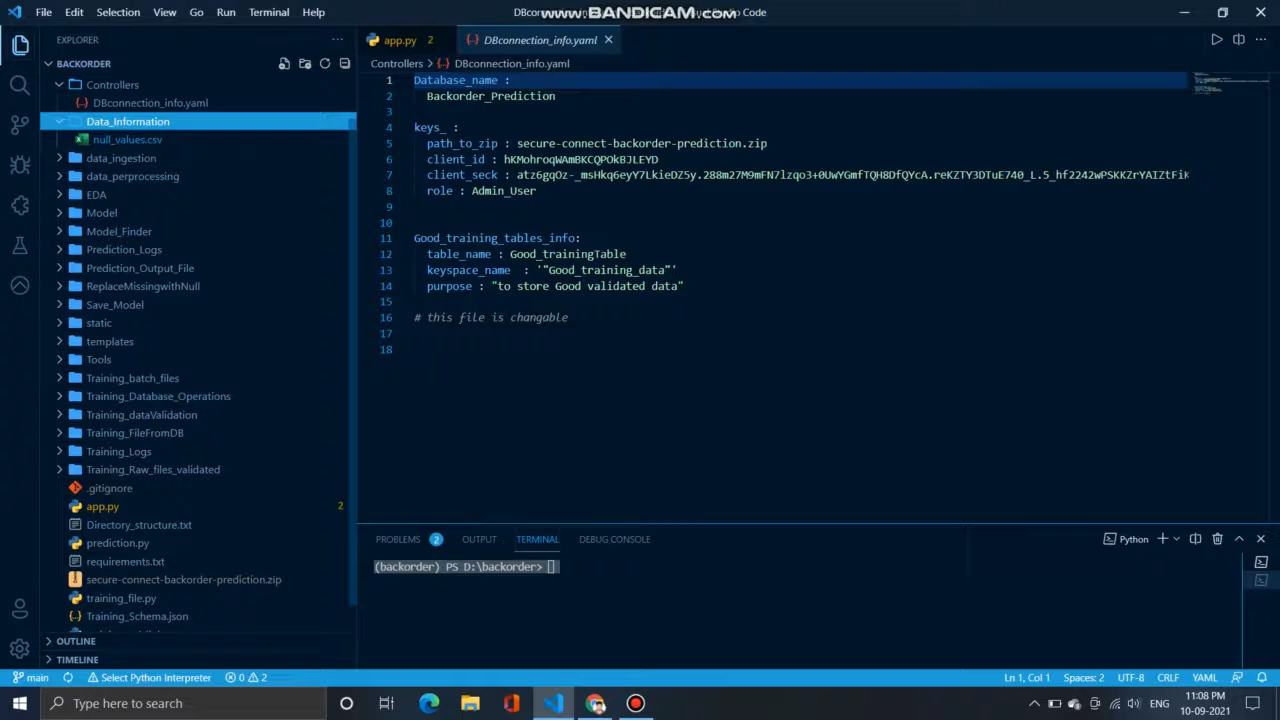 File Edit Selection View Go Run Terminal Help
www.BANDICAM.com
EXPLORER
BACKORDER
Controllers
DBconnection_info.yaml
Data_Information
null_values.csv
data_ingestion
data_perprocessing
EDA
Model
Model_Finder
Prediction_Logs
Prediction_Output_File
ReplaceMissingwithNull
Save_Model
static
templates
Tools
Training_batch_files
Training_Database_Operations
Training_dataValidation
Training_FileFromDB
Training_Logs
Training_Raw_files_validated
.gitignore
app.py 2
Directory_structure.txt
prediction.py
requirements.txt
secure-connect-backorder-prediction.zip
training_file.py
Training_Schema.json
OUTLINE
TIMELINE
app.py 2
DBconnection_info.yaml
Controllers > DBconnection_info.yaml
1 Database_name :
2 Backorder_Prediction
3
4 keys_ :
5 path_to_zip : secure-connect-backorder-prediction.zip
6 client_id : hKMohroqWAmBKCQPOkBJLEYD
7 client_seck : atz6gqOz-_msHkq6eyY7LkieDZ5y.288m27M9mFN7lzqo3+0UwYGmfTQH8DfQYcA.reKZTY3DTuE740_L.5_hf2242wPSKKZrYAIZtFiK
8 role : Admin_User
9
10
11 Good_training_tables_info:
12 table_name : Good_trainingTable
13 keyspace_name : '"Good_training_data"'
14 purpose : "to store Good validated data"
15
16 # this file is changable
17
18
PROBLEMS 2 OUTPUT TERMINAL DEBUG CONSOLE
Python
(backorder) PS D:\backorder>
main Select Python Interpreter 0 2
Ln 1, Col 1 Spaces: 2 UTF-8 CRLF YAML
Type here to search
ENG
11:08 PM
10-09-2021